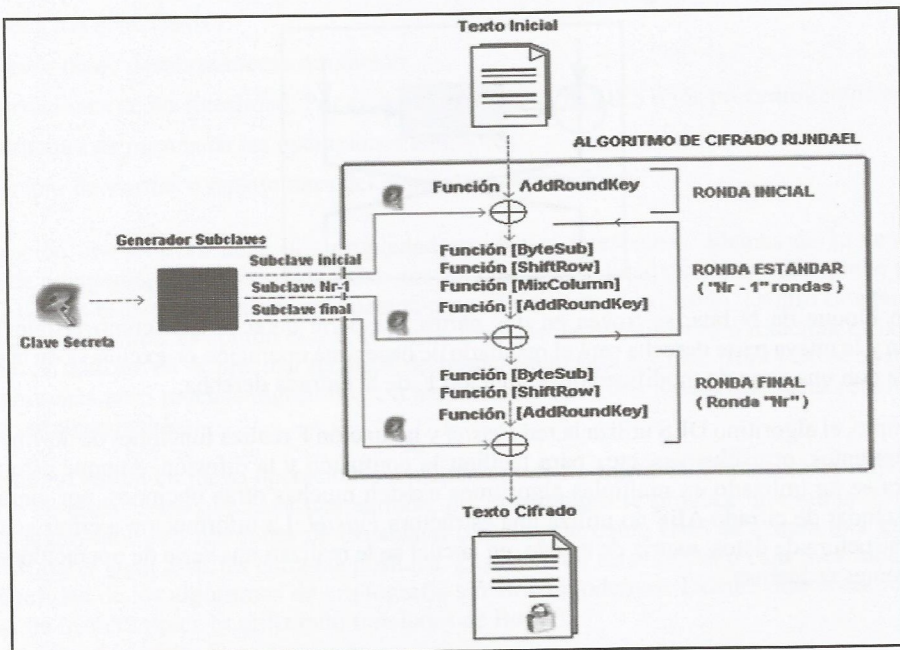 Texto Inicial
ALGORITMO DE CIFRADO RIJNDAEL
Función AddRoundKey
RONDA INICIAL
Generador Subclaves
Subclave inicial
Subclave Nr-1
Subclave final
Clave Secreta
Función [ByteSub]
Función [ShiftRow]
Función [MixColumn]
Función [AddRoundKey]
RONDA ESTANDAR
( "Nr - 1" rondas )
Función [ByteSub]
Función [ShiftRow]
Función [AddRoundKey]
RONDA FINAL
( Ronda "Nr" )
Texto Cifrado